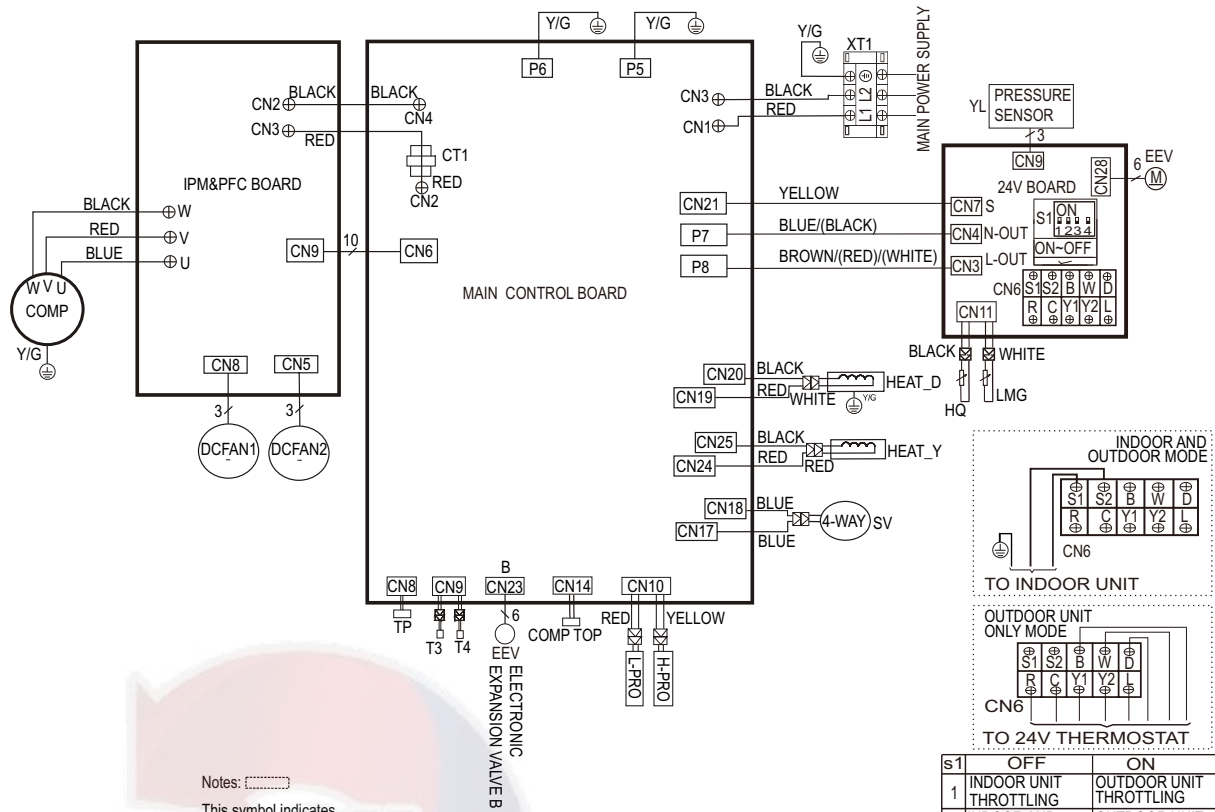 Y/G
Y/G
P6
P5
Y/G
XT1
MAIN POWER SUPPLY
L1 L2
CN3
BLACK
CN1
RED
CN2
BLACK
BLACK
CN4
CN3
RED
CT1
RED
CN2
IPM&PFC BOARD
BLACK
W
RED
V
BLUE
U
W V U
COMP
Y/G
CN9
10
CN6
MAIN CONTROL BOARD
CN8
CN5
3
3
DCFAN1
DCFAN2
YL
PRESSURE
SENSOR
3
CN9
CN28
6
EEV
M
24V BOARD
CN21
YELLOW
CN7
S
P7
BLUE/(BLACK)
CN4
N-OUT
P8
BROWN/(RED)/(WHITE)
CN3
L-OUT
S1
ON
1 2 3 4
ON~OFF
CN6
S1 S2 B W D
R C Y1 Y2 L
CN11
BLACK
WHITE
HQ
LMG
CN20
BLACK
HEAT_D
CN19
RED
WHITE
Y/G
CN25
BLACK
HEAT_Y
CN24
RED
RED
CN18
BLUE
4-WAY
SV
CN17
BLUE
CN8
TP
CN9
T3
T4
B
CN23
6
EEV
ELECTRONIC
EXPANSION VALVE B
CN14
COMP TOP
CN10
RED
YELLOW
L-PRO
H-PRO
INDOOR AND
OUTDOOR MODE
S1 S2 B W D
R C Y1 Y2 L
CN6
TO INDOOR UNIT
OUTDOOR UNIT
ONLY MODE
S1 S2 B W D
R C Y1 Y2 L
CN6
TO 24V THERMOSTAT
s1 OFF ON
1 INDOOR UNIT THROTTLING OUTDOOR UNIT THROTTLING
Notes:
This symbol indicates